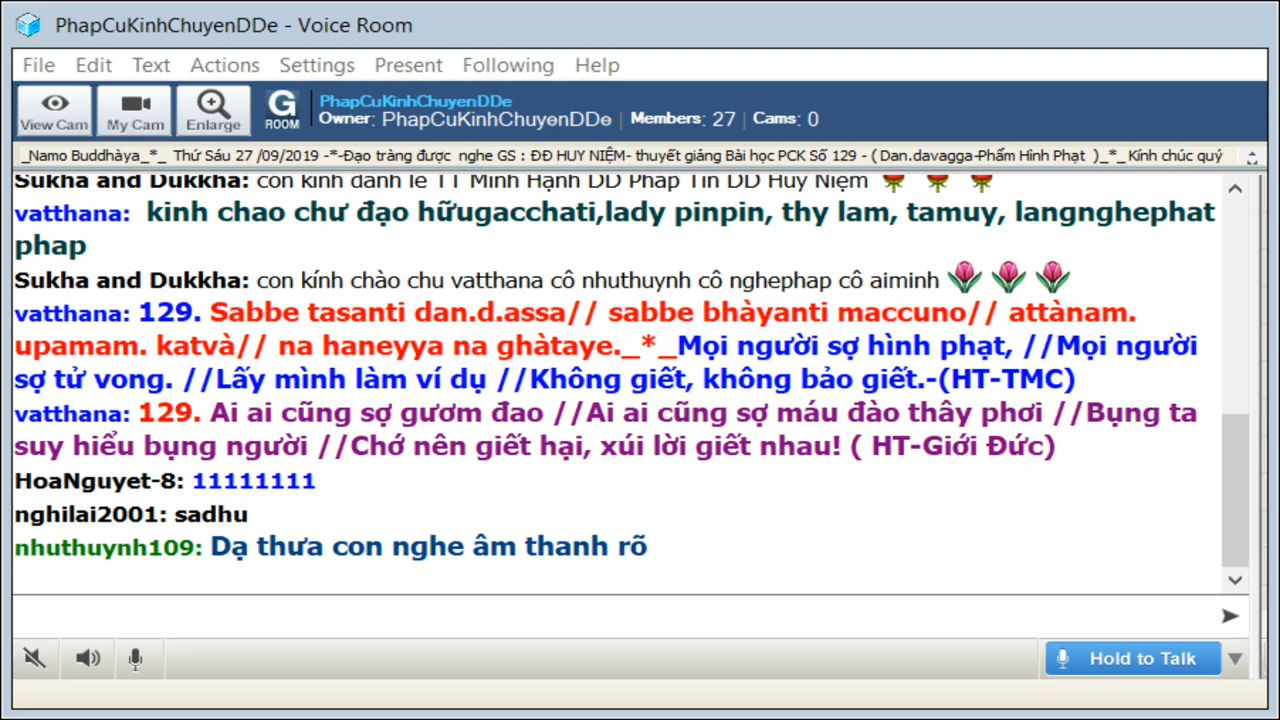 PhapCuKinhChuyenDDe - Voice Room
File Edit Text Actions Settings Present Following Help
View Cam My Cam Enlarge G ROOM
PhapCuKinhChuyenDDe
Owner: PhapCuKinhChuyenDDe | Members: 27 | Cams: 0
_Namo Buddhàya_*_ Thứ Sáu 27 /09/2019 -*-Đạo tràng được nghe GS : ĐĐ HUY NIỆM- thuyết giảng Bài học PCK Số 129 - ( Dan.davagga-Phẩm Hình Phạt )_*_ Kính chúc quý
Sukha and Dukkha: con kính đảnh lễ TT Minh Hạnh DD Pháp Tín DD Huy Niệm
vatthana: kinh chao chư đạo hữugacchati,lady pinpin, thy lam, tamuy, langnghephat
phap
Sukha and Dukkha: con kính chào chu vatthana cô nhuthuynh cô nghephap cô aiminh
vatthana: 129. Sabbe tasanti dan.d.assa// sabbe bhàyanti maccuno// attànam.
upamam. katvà// na haneyya na ghàtaye._*_Mọi người sợ hình phạt, //Mọi người
sợ tử vong. //Lấy mình làm ví dụ //Không giết, không bảo giết.-(HT-TMC)
vatthana: 129. Ai ai cũng sợ gươm đao //Ai ai cũng sợ máu đào thây phơi //Bụng ta
suy hiểu bụng người //Chớ nên giết hại, xúi lời giết nhau! ( HT-Giới Đức)
HoaNguyet-8: 11111111
nghilai2001: sadhu
nhuthuynh109: Dạ thưa con nghe âm thanh rõ
Hold to Talk